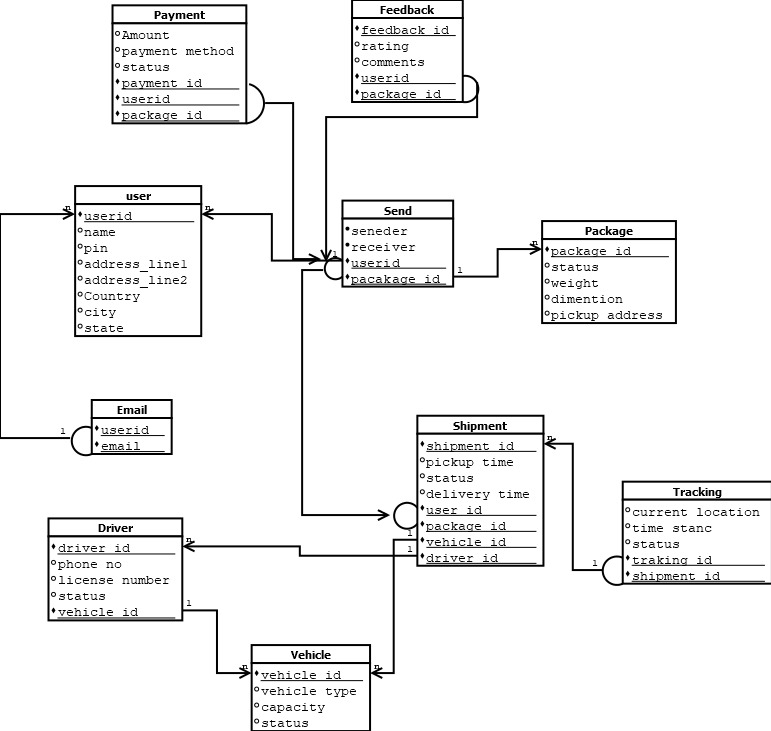 Payment
Amount
payment method
status
payment id
userid
package_id
Feedback
feedback id
rating
comments
userid
package_id
user
userid
name
pin
address_line1
address_line2
Country
city
state
n
n
Send
seneder
receiver
userid
pacakage id
1
1
Package
package id
status
weight
dimention
pickup address
n
Email
userid
email
1
Shipment
shipment id
pickup time
status
delivery time
user id
package id
vehicle id
driver id
n
1
1
Tracking
current location
time stanc
status
traking id
shipment id
1
Driver
driver id
phone no
license number
status
vehicle id
n
1
Vehicle
vehicle id
vehicle type
capacity
status
n
n